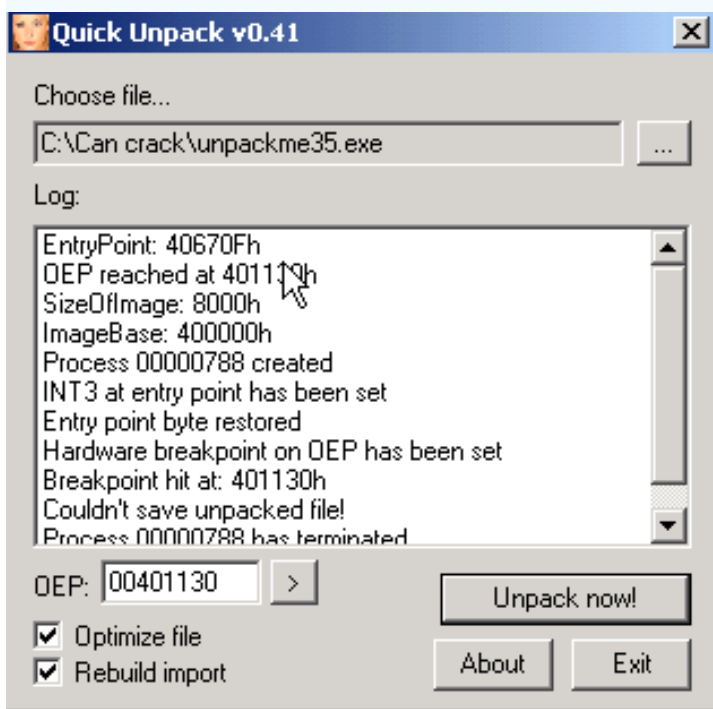 Quick Unpack v0.41
Choose file...
C:\Can crack\unpackme35.exe
...
Log:
EntryPoint: 40670Fh
OEP reached at 401130h
SizeOfImage: 8000h
ImageBase: 400000h
Process 00000788 created
INT3 at entry point has been set
Entry point byte restored
Hardware breakpoint on OEP has been set
Breakpoint hit at: 401130h
Couldn't save unpacked file!
Process 00000788 has terminated
OEP: 00401130 >
Unpack now!
Optimize file
Rebuild import
About Exit